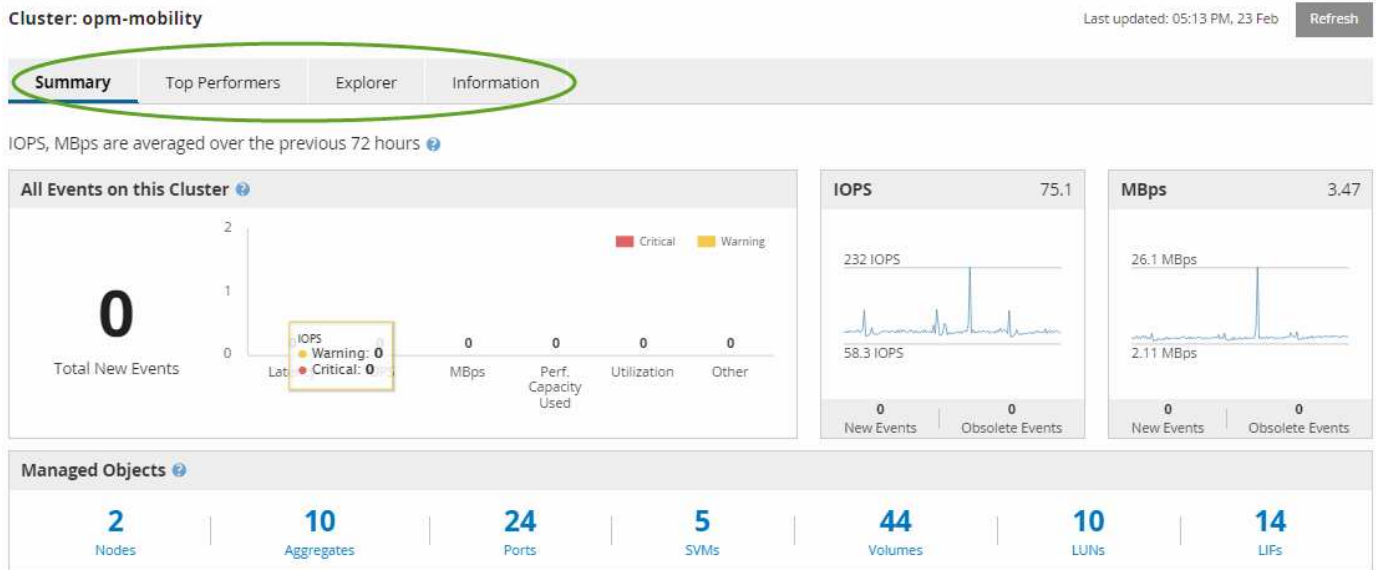 Cluster: opm-mobility
Last updated: 05:13 PM, 23 Feb
Refresh
Summary
Top Performers
Explorer
Information
IOPS, MBps are averaged over the previous 72 hours
All Events on this Cluster
0
Total New Events
2
1
0
Critical
Warning
IOPS
Warning: 0
Critical: 0
0
0
0
0
MBps
Perf.
Capacity
Used
Utilization
Other
IOPS
75.1
232 IOPS
58.3 IOPS
0
New Events
0
Obsolete Events
MBps
3.47
26.1 MBps
2.11 MBps
0
New Events
0
Obsolete Events
Managed Objects
2
Nodes
10
Aggregates
24
Ports
5
SVMs
44
Volumes
10
LUNs
14
LIFs